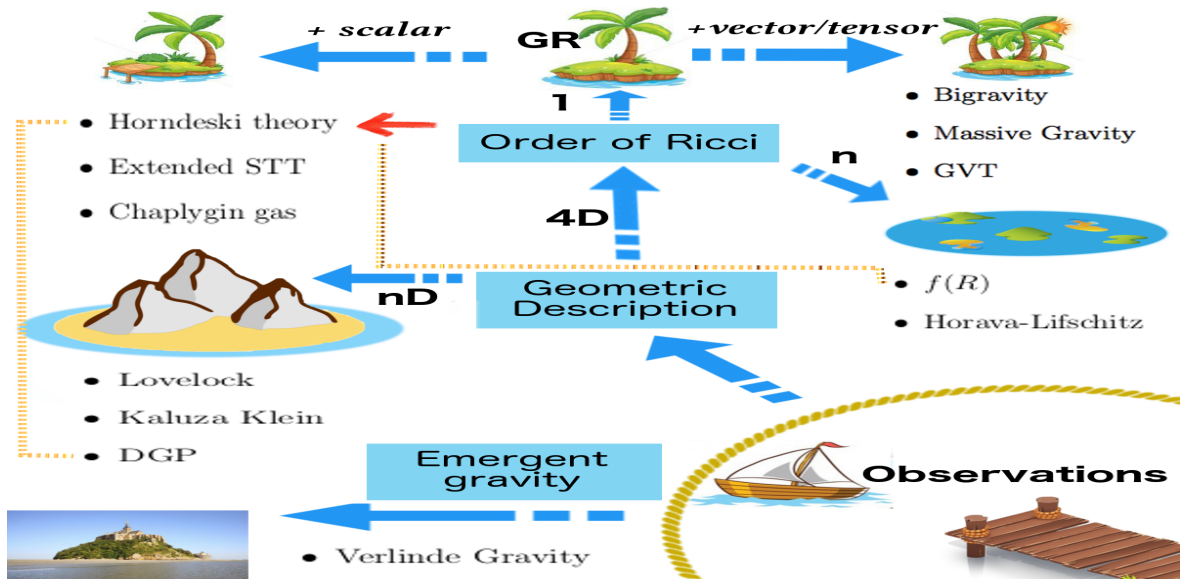 + scalar
GR
+vector/tensor
1
Order of Ricci
n
• Horndeski theory
• Extended STT
• Chaplygin gas
• Bigravity
• Massive Gravity
• GVT
4D
nD
Geometric
Description
• f(R)
• Horava-Lifschitz
• Lovelock
• Kaluza Klein
• DGP
Emergent
gravity
Observations
• Verlinde Gravity